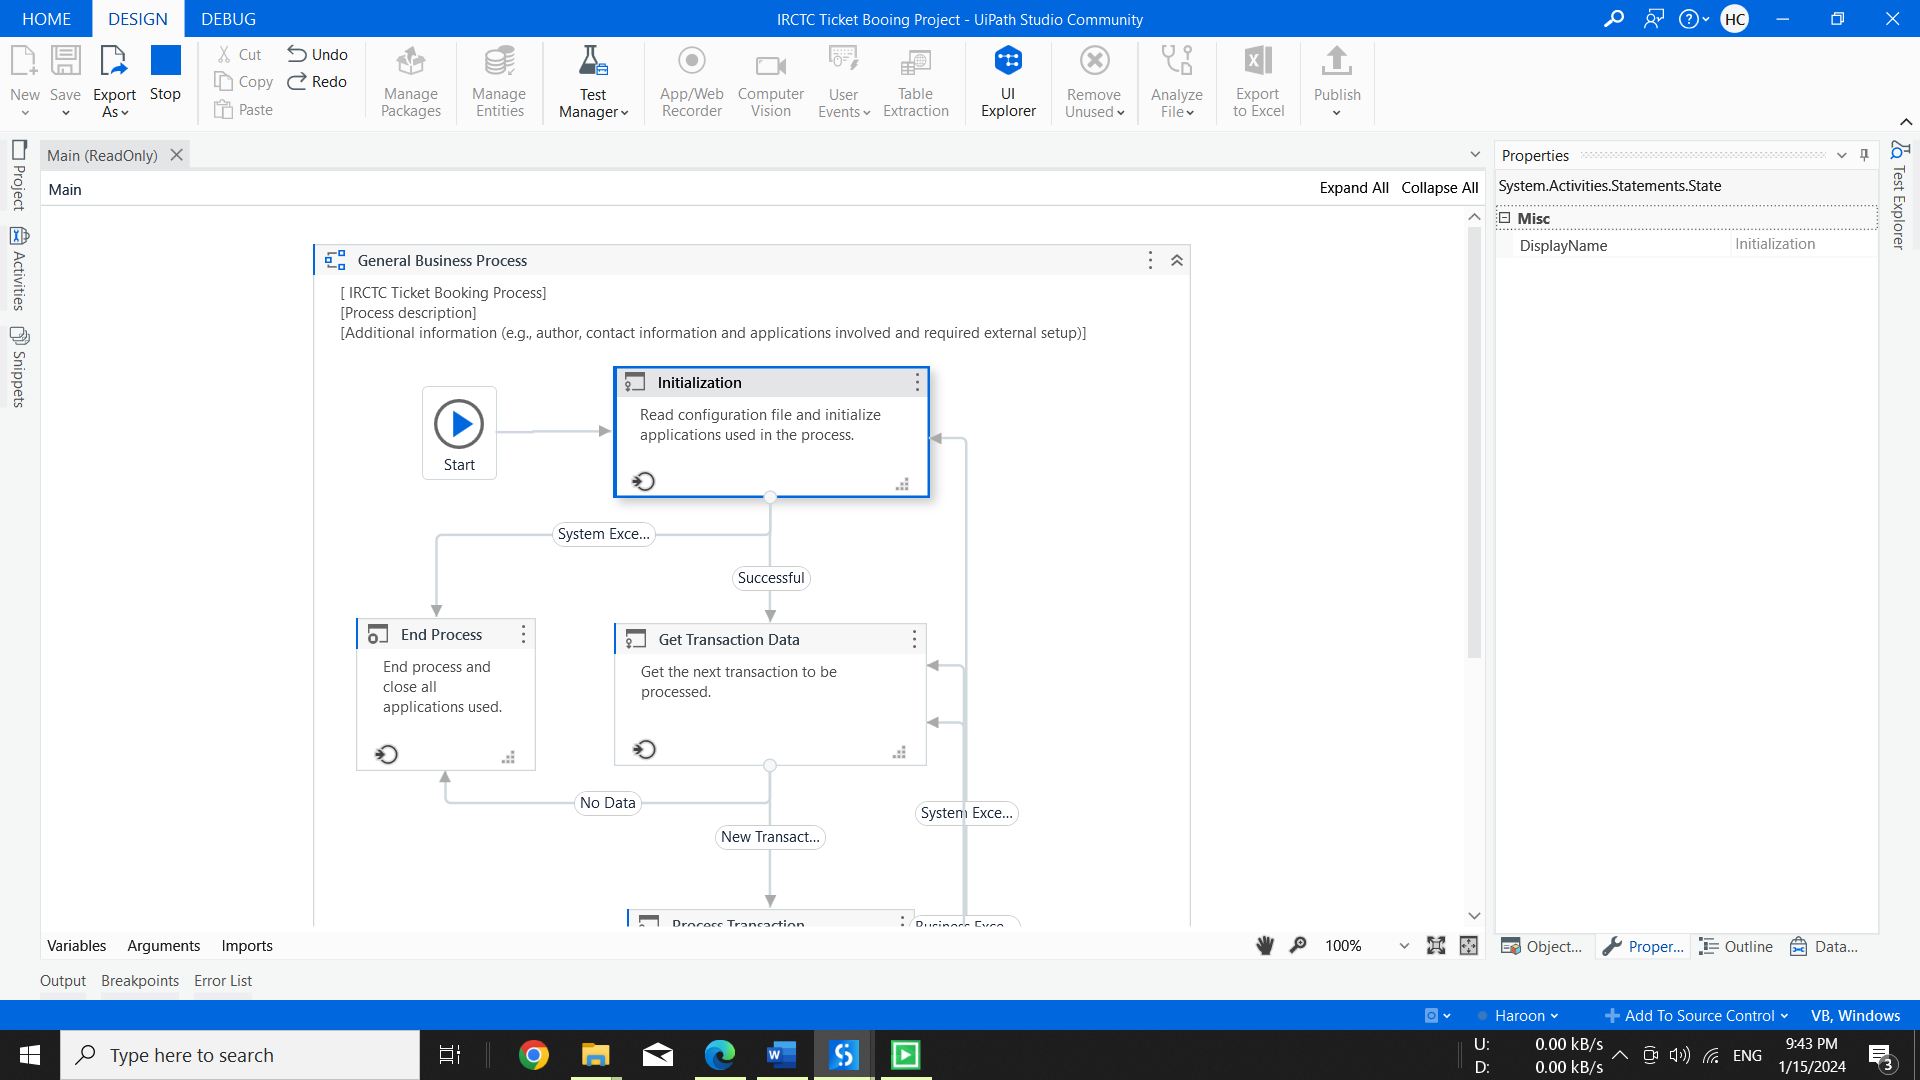 HOME DESIGN DEBUG IRCTC Ticket Booing Project - UiPath Studio Community HC
New Save Export As Stop Cut Copy Paste Undo Redo
Manage Packages Manage Entities Test Manager App/Web Recorder Computer Vision User Events Table Extraction UI Explorer Remove Unused Analyze File Export to Excel Publish
Project
Activities
Snippets
Main (ReadOnly)
Main Expand All Collapse All
General Business Process
[ IRCTC Ticket Booking Process]
[Process description]
[Additional information (e.g., author, contact information and applications involved and required external setup)]
Start
Initialization
Read configuration file and initialize
applications used in the process.
System Exce...
Successful
End Process
End process and
close all
applications used.
Get Transaction Data
Get the next transaction to be
processed.
No Data
System Exce...
New Transact...
Process Transaction
Business Exce...
Properties
System.Activities.Statements.State
Misc
DisplayName Initialization
Test Explorer
Variables Arguments Imports 100%
Object... Proper... Outline Data...
Output Breakpoints Error List
Haroon Add To Source Control VB, Windows
Type here to search
U: 0.00 kB/s
D: 0.00 kB/s
ENG
9:43 PM
1/15/2024
3